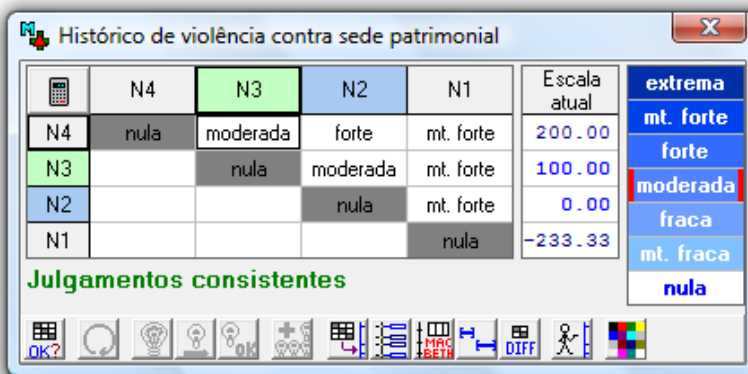 Histórico de violência contra sede patrimonial
N4 N3 N2 N1 Escala atual
N4 nula moderada forte mt. forte 200.00
N3 nula moderada mt. forte 100.00
N2 nula mt. forte 0.00
N1 nula -233.33
extrema
mt. forte
forte
moderada
fraca
mt. fraca
nula
Julgamentos consistentes
OK? OK MAC BETH DIFF